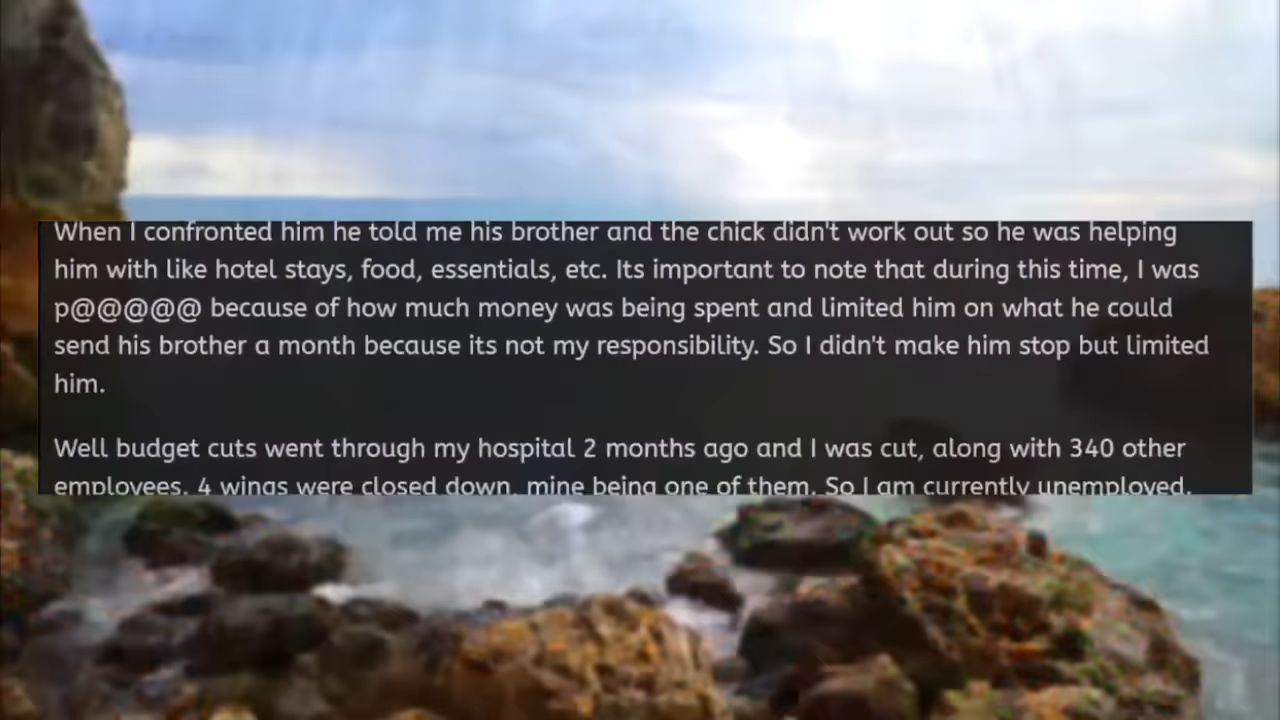 When I confronted him he told me his brother and the chick didn't work out so he was helping
him with like hotel stays, food, essentials, etc. Its important to note that during this time, I was
p@@@@@ because of how much money was being spent and limited him on what he could
send his brother a month because its not my responsibility. So I didn't make him stop but limited
him.
Well budget cuts went through my hospital 2 months ago and I was cut, along with 340 other
employees. 4 wings were closed down, mine being one of them. So I am currently unemployed.